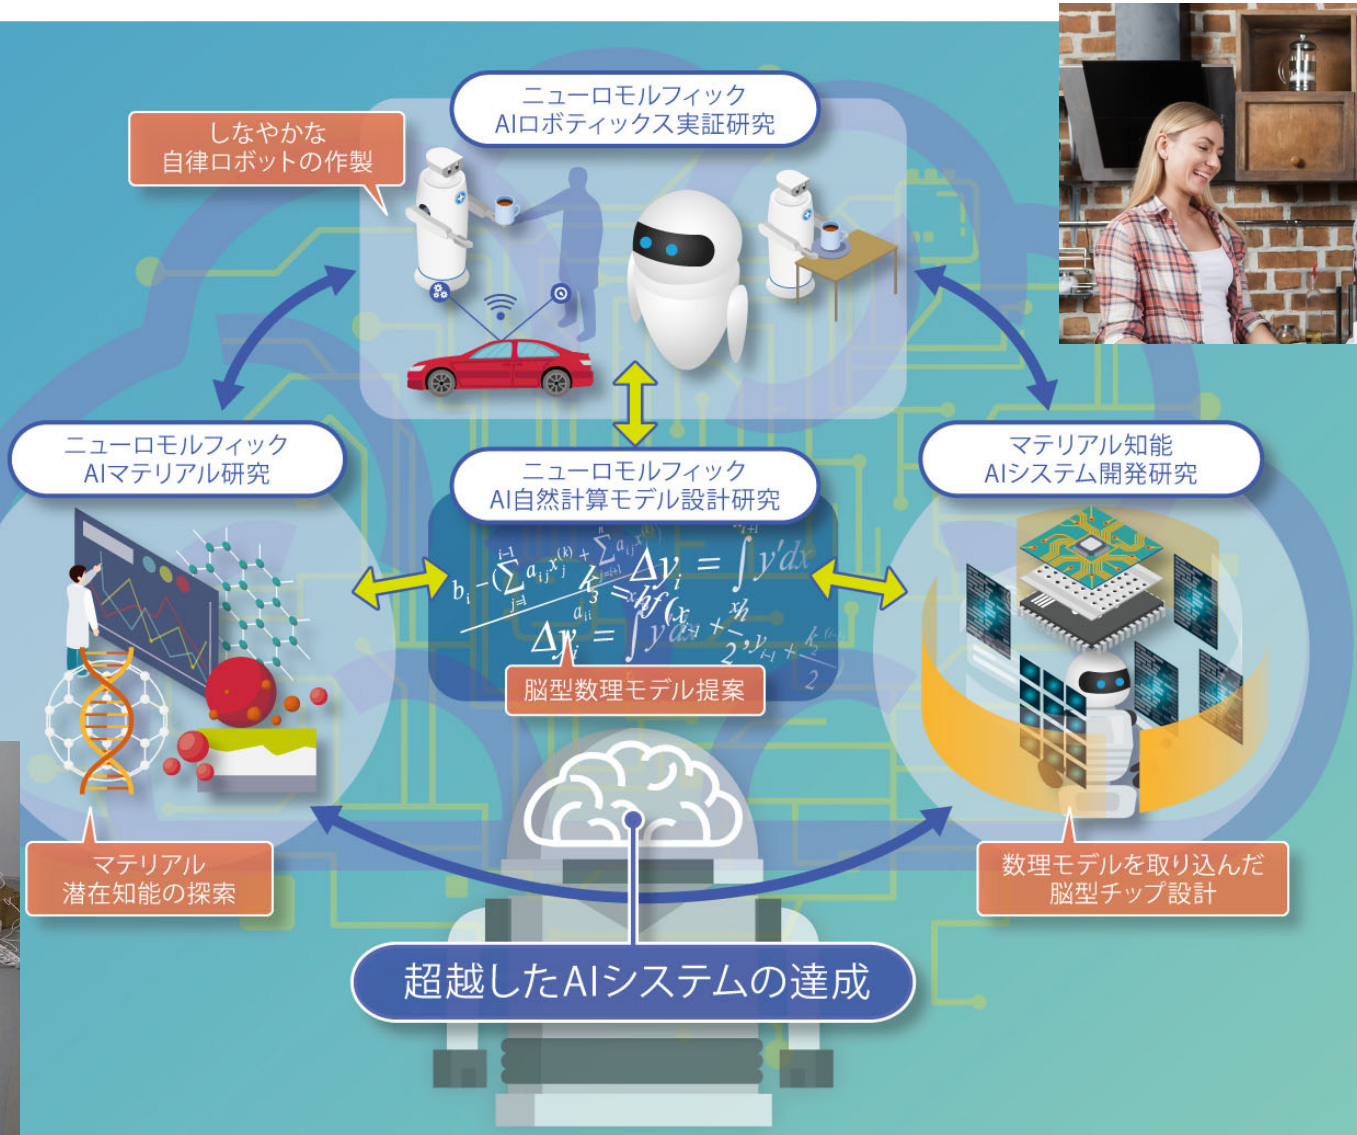 ニューロモルフィック
AIロボティックス実証研究
しなやかな
自律ロボットの作製
ニューロモルフィック
AIマテリアル研究
ニューロモルフィック
AI自然計算モデル設計研究
マテリアル知能
AIシステム開発研究
脳型数理モデル提案
マテリアル
潜在知能の探索
数理モデルを取り込んだ
脳型チップ設計
超越したAIシステムの達成